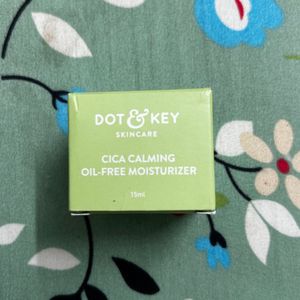 DOT & KEY
SKINCARE
CICA CALMING
OIL-FREE MOISTURIZER
15ml